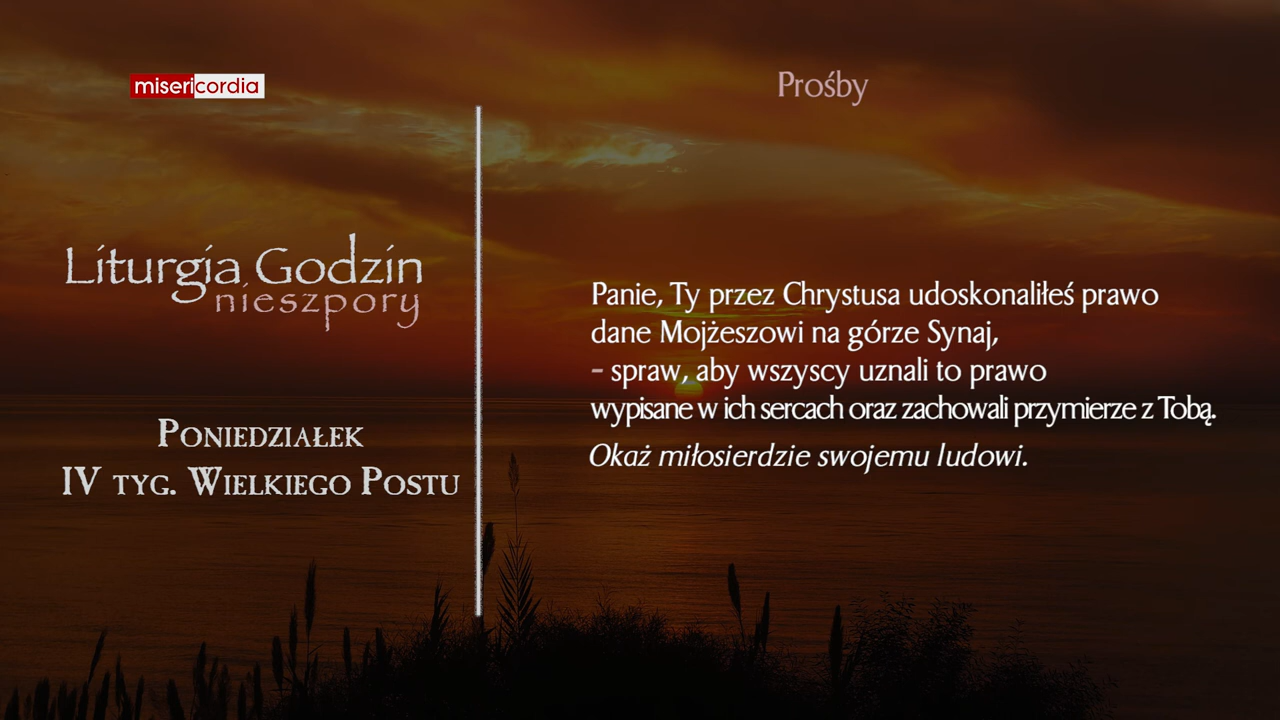 misericordia
Liturgia Godzin
nieszpory
Poniedziałek
IV tyg. Wielkiego Postu
Prośby
Panie, Ty przez Chrystusa udoskonaliłeś prawo
dane Mojżeszowi na górze Synaj,
- spraw, aby wszyscy uznali to prawo
wypisane w ich sercach oraz zachowali przymierze z Tobą.
Okaż miłosierdzie swojemu ludowi.